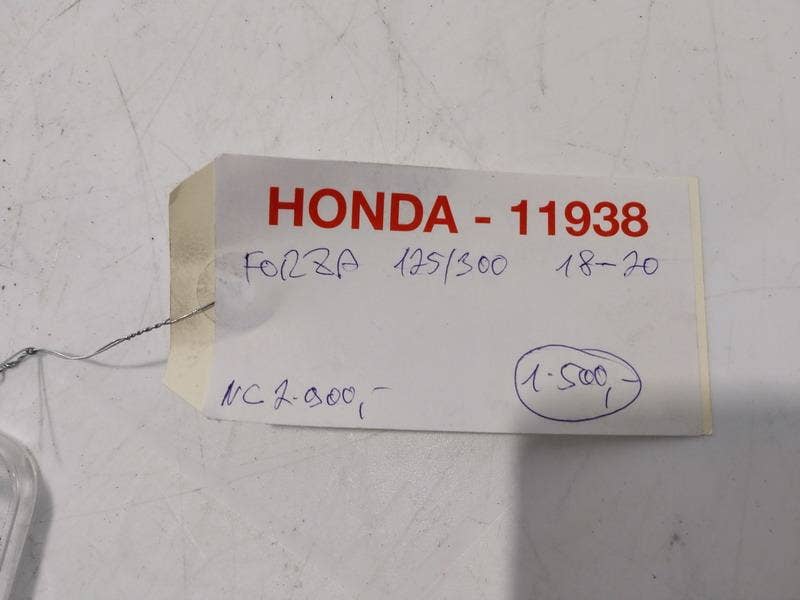 HONDA - 11938
FORZA 125/300 18-20
NC 2.900,- 1.500,-